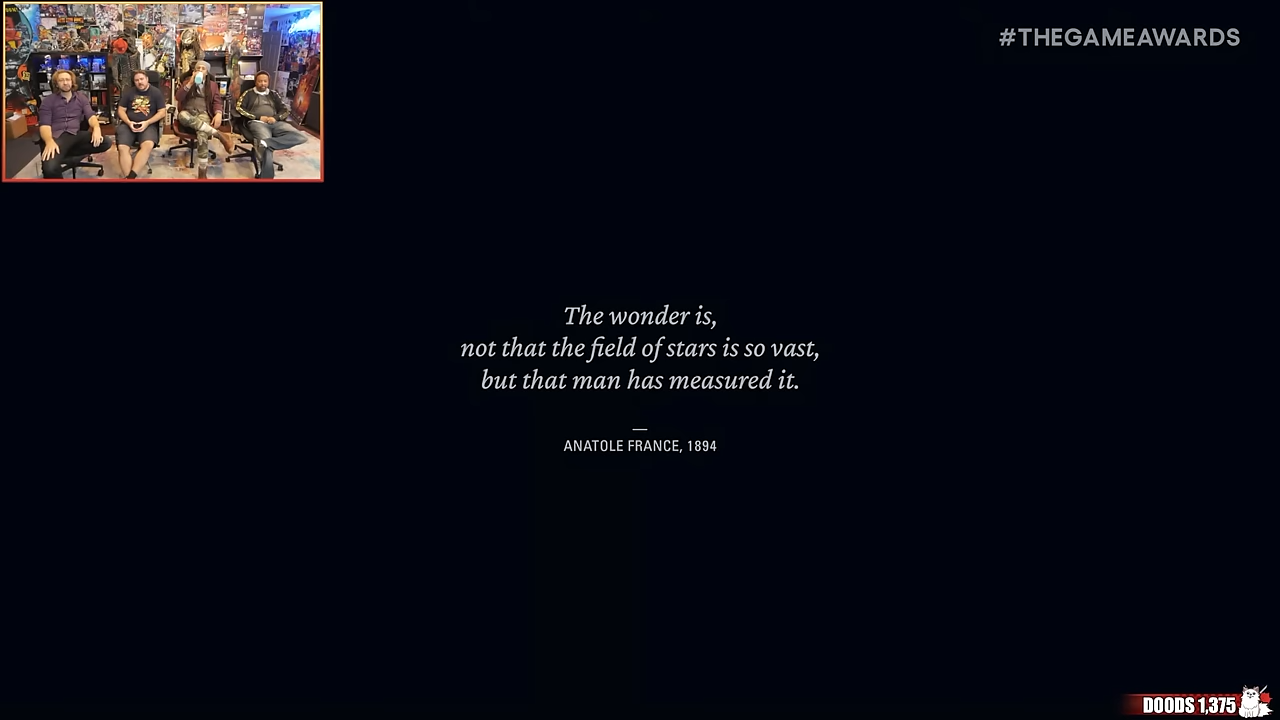 #THEGAMEAWARDS
The wonder is,
not that the field of stars is so vast,
but that man has measured it.
—
ANATOLE FRANCE, 1894
DOODS 1,375